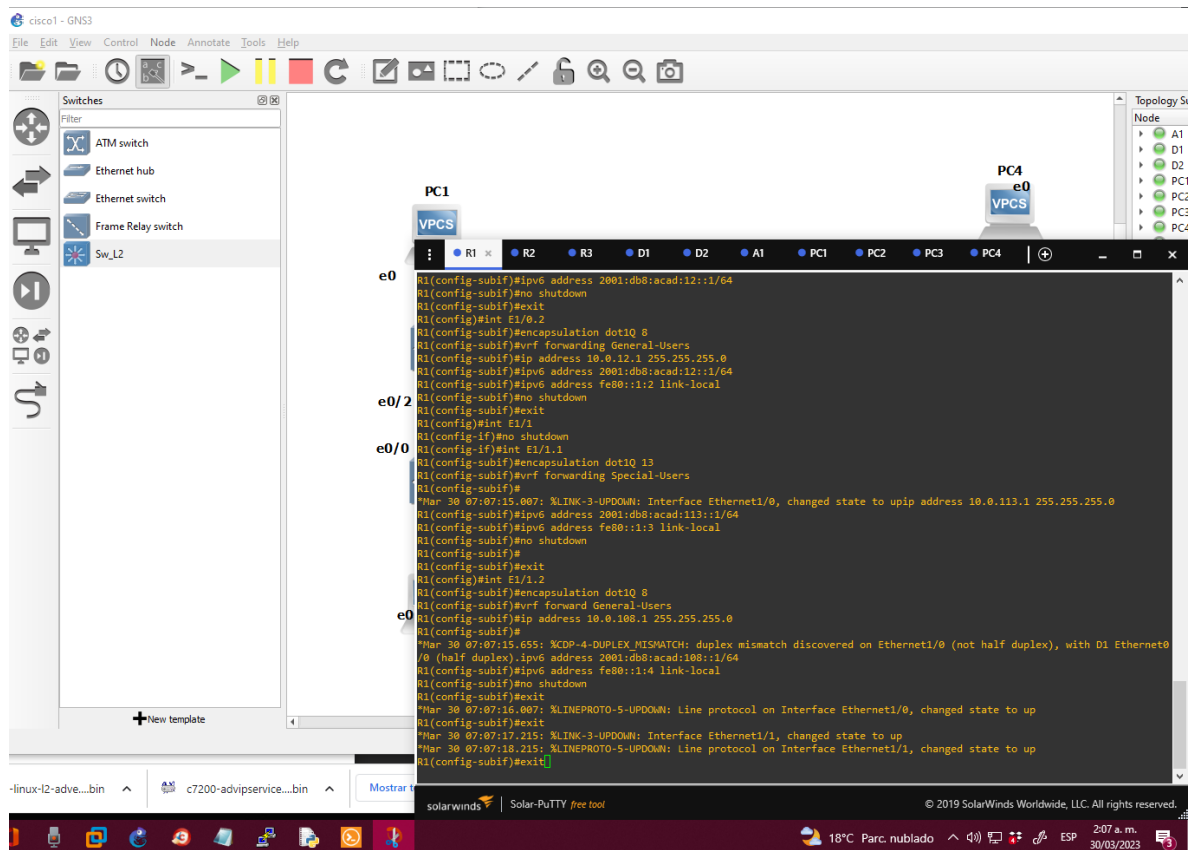 cisco1 - GNS3
File Edit View Control Node Annotate Tools Help
Switches
Filter
ATM switch
Ethernet hub
Ethernet switch
Frame Relay switch
Sw_L2
New template
Topology Su
Node
A1
D1
D2
PC1
PC2
PC3
PC4
PC1
VPCS
e0
e0/2
e0/0
e0
PC4
e0
VPCS
R1 R2 R3 D1 D2 A1 PC1 PC2 PC3 PC4
R1(config-subif)#ipv6 address 2001:db8:acad:12::1/64
R1(config-subif)#no shutdown
R1(config-subif)#exit
R1(config)#int E1/0.2
R1(config-subif)#encapsulation dot1Q 8
R1(config-subif)#vrf forwarding General-Users
R1(config-subif)#ip address 10.0.12.1 255.255.255.0
R1(config-subif)#ipv6 address 2001:db8:acad:12::1/64
R1(config-subif)#ipv6 address fe80::1:2 link-local
R1(config-subif)#no shutdown
R1(config-subif)#exit
R1(config)#int E1/1
R1(config-if)#no shutdown
R1(config-if)#int E1/1.1
R1(config-subif)#encapsulation dot1Q 13
R1(config-subif)#vrf forwarding Special-Users
R1(config-subif)#
*Mar 30 07:07:15.007: %LINK-3-UPDOWN: Interface Ethernet1/0, changed state to upip address 10.0.113.1 255.255.255.0
R1(config-subif)#ipv6 address 2001:db8:acad:113::1/64
R1(config-subif)#ipv6 address fe80::1:3 link-local
R1(config-subif)#no shutdown
R1(config-subif)#
R1(config-subif)#exit
R1(config)#int E1/1.2
R1(config-subif)#encapsulation dot1Q 8
R1(config-subif)#vrf forward General-Users
R1(config-subif)#ip address 10.0.108.1 255.255.255.0
R1(config-subif)#
*Mar 30 07:07:15.655: %CDP-4-DUPLEX_MISMATCH: duplex mismatch discovered on Ethernet1/0 (not half duplex), with D1 Ethernet0
/0 (half duplex).ipv6 address 2001:db8:acad:108::1/64
R1(config-subif)#ipv6 address fe80::1:4 link-local
R1(config-subif)#no shutdown
R1(config-subif)#exit
*Mar 30 07:07:16.007: %LINEPROTO-5-UPDOWN: Line protocol on Interface Ethernet1/0, changed state to up
R1(config-subif)#exit
*Mar 30 07:07:17.215: %LINK-3-UPDOWN: Interface Ethernet1/1, changed state to up
*Mar 30 07:07:18.215: %LINEPROTO-5-UPDOWN: Line protocol on Interface Ethernet1/1, changed state to up
R1(config-subif)#exit
solarwinds Solar-PuTTY free tool © 2019 SolarWinds Worldwide, LLC. All rights reserved.
-linux-l2-adve....bin c7200-advipservice....bin Mostrar t
18°C Parc. nublado ESP 2:07 a. m.
30/03/2023
3